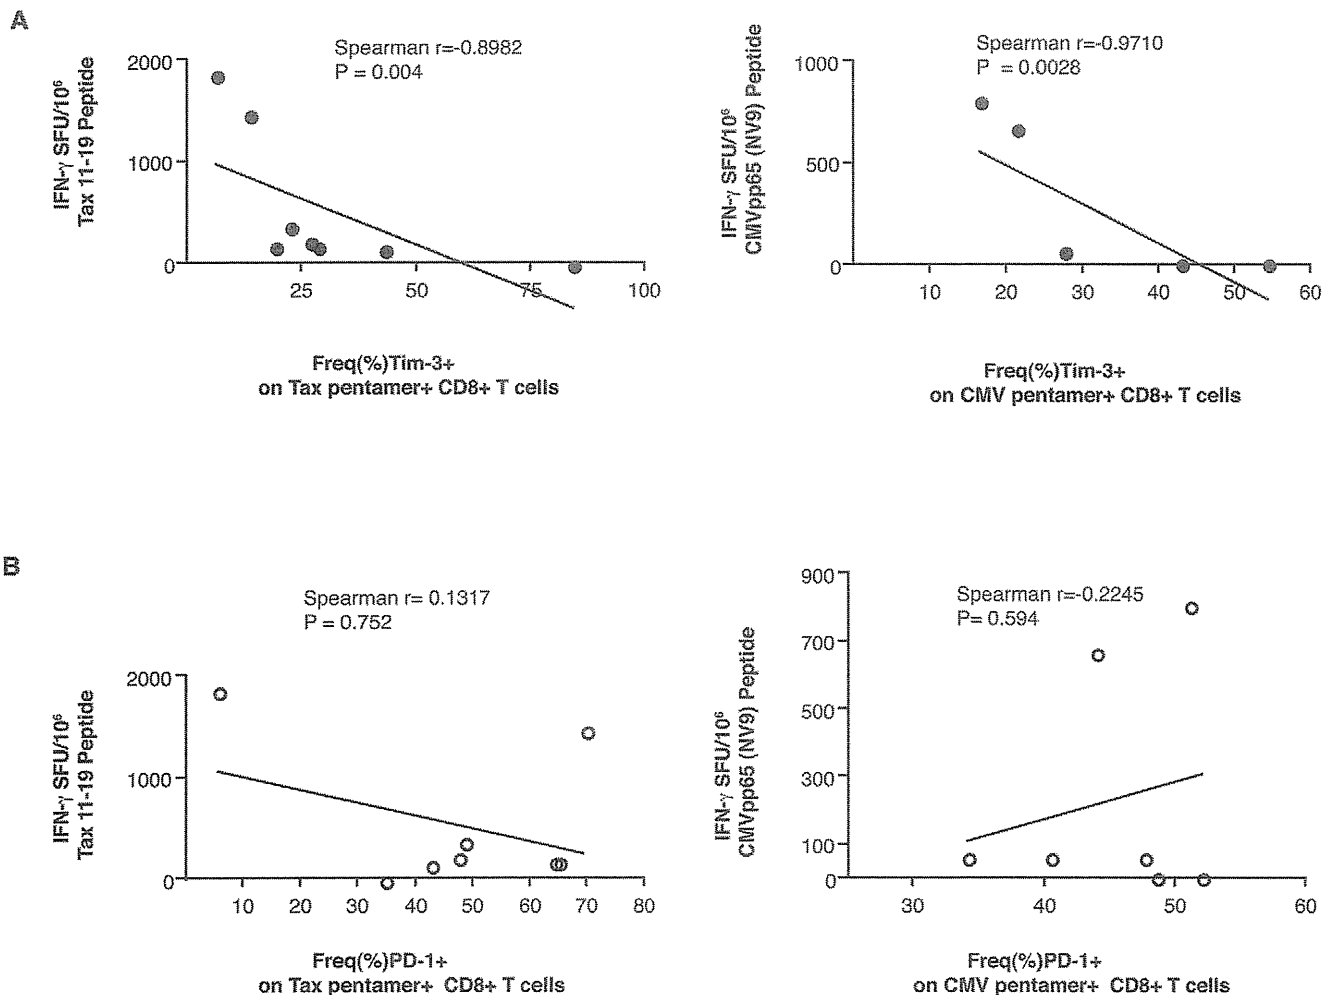 A
Spearman r=-0.8982
P = 0.004
IFN-γ SFU/10⁶
Tax 11-19 Peptide
2000
1000
0
25
50
75
100
Freq(%)Tim-3+
on Tax pentamer+ CD8+ T cells
Spearman r=-0.9710
P = 0.0028
IFN-γ SFU/10⁶
CMVpp65 (NV9) Peptide
1000
500
0
10
20
30
40
50
60
Freq(%)Tim-3+
on CMV pentamer+ CD8+ T cells
B
Spearman r= 0.1317
P = 0.752
IFN-γ SFU/10⁶
Tax 11-19 Peptide
2000
1000
0
10
20
30
40
50
60
70
80
Freq(%)PD-1+
on Tax pentamer+ CD8+ T cells
Spearman r=-0.2245
P= 0.594
IFN-γ SFU/10⁶
CMVpp65 (NV9) Peptide
900
700
500
300
100
0
30
40
50
60
Freq(%)PD-1+
on CMV pentamer+ CD8+ T cells